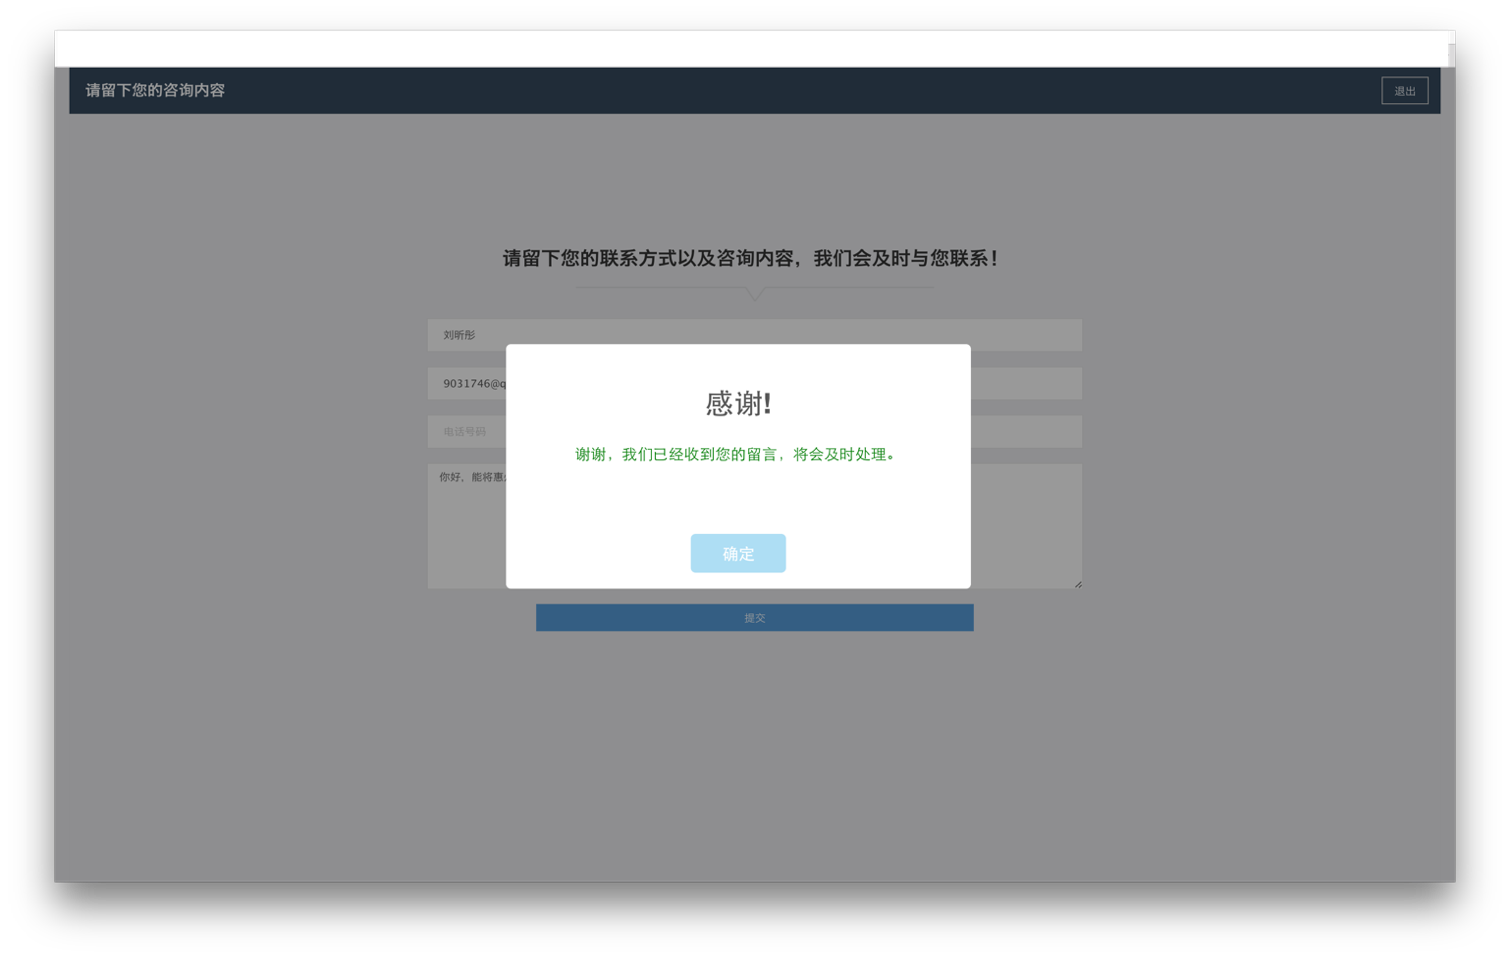 请留下您的咨询内容
退出
请留下您的联系方式以及咨询内容，我们会及时与您联系！
刘昕彤
9031746@q
电话号码
你好，能将惠
感谢!
谢谢，我们已经收到您的留言，将会及时处理。
确定
提交